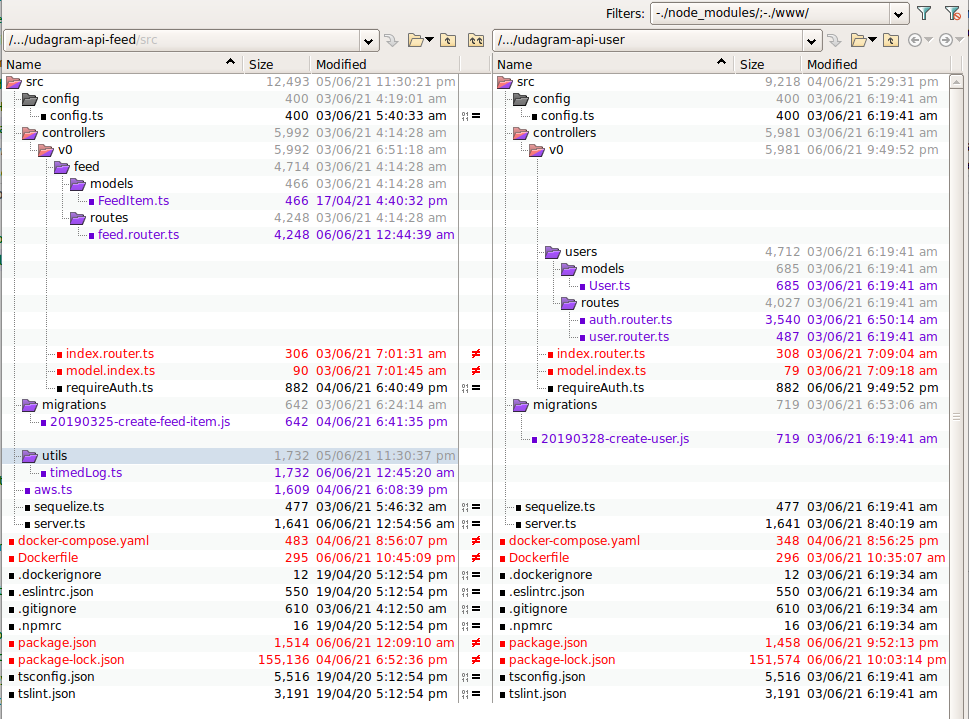 Filters: -./node_modules/;-./www/
/.../udagram-api-feed/src /.../udagram-api-user
Name Size Modified Name Size Modified
src 12,493 05/06/21 11:30:21 pm src 9,218 04/06/21 5:29:31 pm
config 400 03/06/21 4:19:01 am config 400 03/06/21 6:19:41 am
config.ts 400 03/06/21 5:40:33 am = config.ts 400 03/06/21 6:19:41 am
controllers 5,992 03/06/21 4:14:28 am controllers 5,981 03/06/21 6:19:41 am
v0 5,992 03/06/21 6:51:18 am v0 5,981 06/06/21 9:49:52 pm
feed 4,714 03/06/21 4:14:28 am
models 466 03/06/21 4:14:28 am
FeedItem.ts 466 17/04/21 4:40:32 pm
routes 4,248 03/06/21 4:14:28 am
feed.router.ts 4,248 06/06/21 12:44:39 am
users 4,712 03/06/21 6:19:41 am
models 685 03/06/21 6:19:41 am
User.ts 685 03/06/21 6:19:41 am
routes 4,027 03/06/21 6:19:41 am
auth.router.ts 3,540 03/06/21 6:50:14 am
user.router.ts 487 03/06/21 6:19:41 am
index.router.ts 306 03/06/21 7:01:31 am ≠ index.router.ts 308 03/06/21 7:09:04 am
model.index.ts 90 03/06/21 7:01:45 am ≠ model.index.ts 79 03/06/21 7:09:18 am
requireAuth.ts 882 04/06/21 6:40:49 pm = requireAuth.ts 882 06/06/21 9:49:52 pm
migrations 642 03/06/21 6:24:14 am migrations 719 03/06/21 6:53:06 am
20190325-create-feed-item.js 642 04/06/21 6:41:35 pm
20190328-create-user.js 719 03/06/21 6:19:41 am
utils 1,732 05/06/21 11:30:37 pm
timedLog.ts 1,732 06/06/21 12:45:20 am
aws.ts 1,609 04/06/21 6:08:39 pm
sequelize.ts 477 03/06/21 5:46:32 am = sequelize.ts 477 03/06/21 6:19:41 am
server.ts 1,641 06/06/21 12:54:56 am = server.ts 1,641 03/06/21 8:40:19 am
docker-compose.yaml 483 04/06/21 8:56:07 pm ≠ docker-compose.yaml 348 04/06/21 8:56:25 pm
Dockerfile 295 06/06/21 10:45:09 pm ≠ Dockerfile 296 03/06/21 10:35:07 am
.dockerignore 12 19/04/20 5:12:54 pm = .dockerignore 12 03/06/21 6:19:34 am
.eslintrc.json 550 19/04/20 5:12:54 pm = .eslintrc.json 550 03/06/21 6:19:34 am
.gitignore 610 03/06/21 4:12:50 am = .gitignore 610 03/06/21 6:19:34 am
.npmrc 16 19/04/20 5:12:54 pm = .npmrc 16 03/06/21 6:19:34 am
package.json 1,514 06/06/21 12:09:10 am ≠ package.json 1,458 06/06/21 9:52:13 pm
package-lock.json 155,136 04/06/21 6:52:36 pm ≠ package-lock.json 151,574 06/06/21 10:03:14 pm
tsconfig.json 5,516 19/04/20 5:12:54 pm = tsconfig.json 5,516 03/06/21 6:19:41 am
tslint.json 3,191 19/04/20 5:12:54 pm = tslint.json 3,191 03/06/21 6:19:41 am